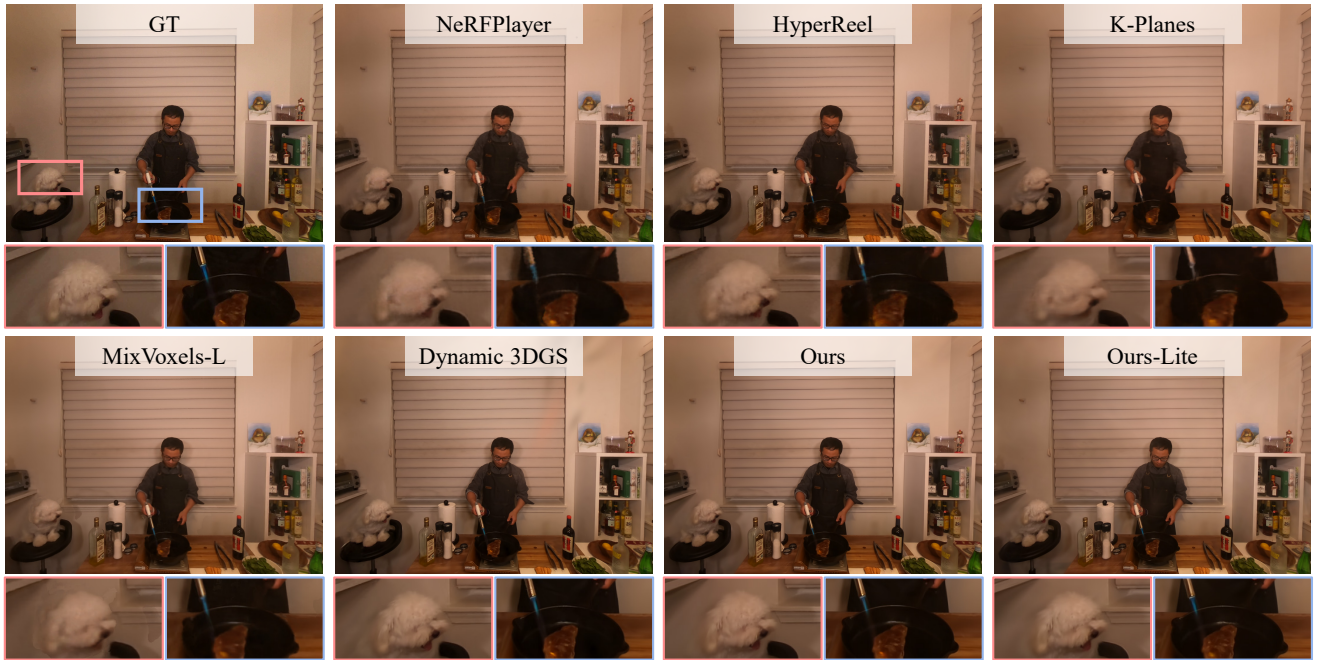 GT
NeRFPlayer
HyperReel
K-Planes
MixVoxels-L
Dynamic 3DGS
Ours
Ours-Lite